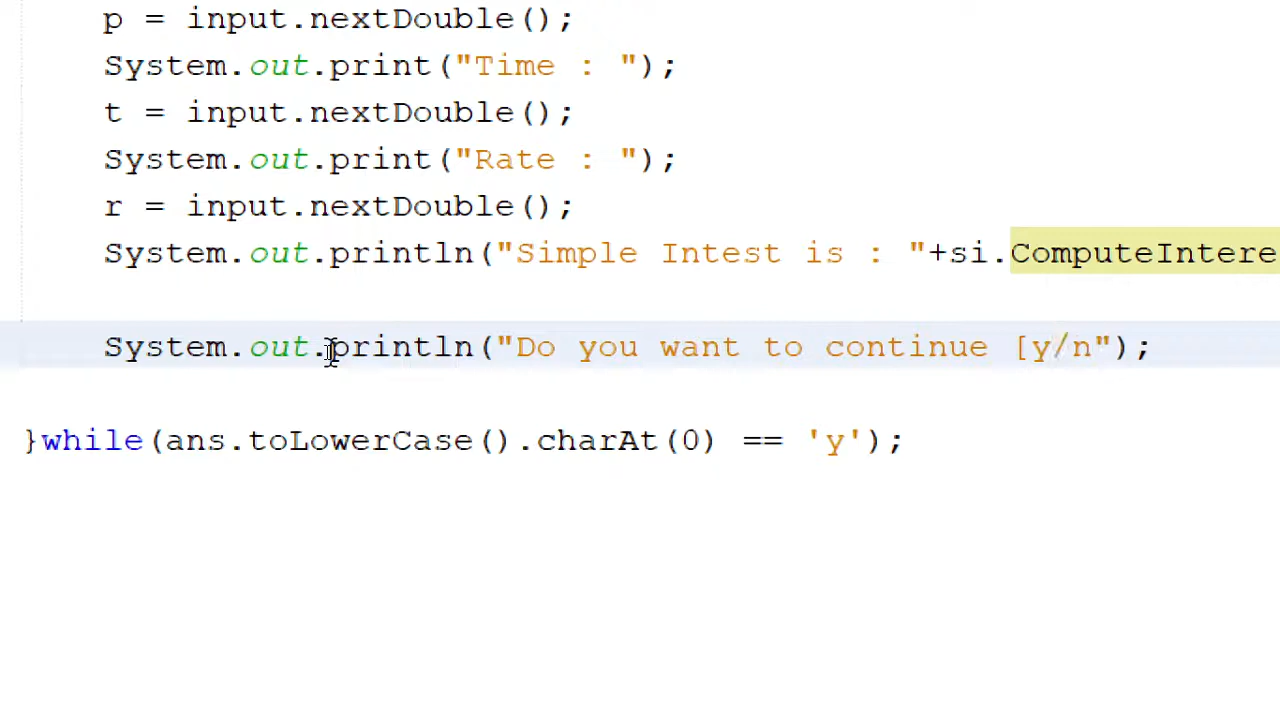 p = input.nextDouble();
System.out.print("Time : ");
t = input.nextDouble();
System.out.print("Rate : ");
r = input.nextDouble();
System.out.println("Simple Intest is : "+si.ComputeIntere
System.out.println("Do you want to continue [y/n");
}while(ans.toLowerCase().charAt(0) == 'y');